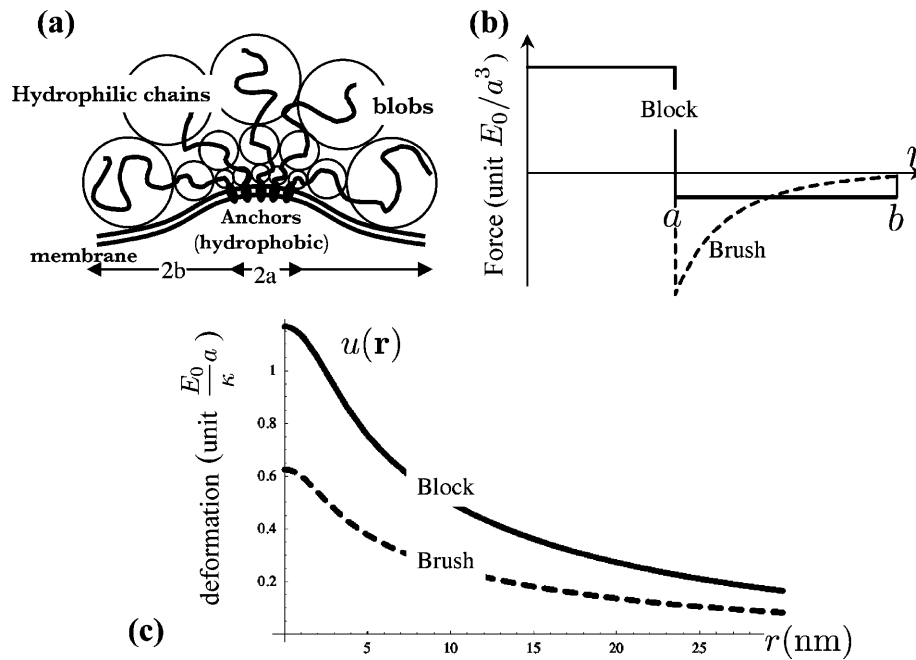 (a)
Hydrophilic chains
blobs
Anchors
(hydrophobic)
membrane
2b
2a
(b)
Force (unit E₀/a³)
Block
r
a
b
Brush
(c)
deformation (unit E₀/κ a)
u(r)
1
0.8
0.6
0.4
0.2
Block
Brush
5
10
15
20
25
r(nm)